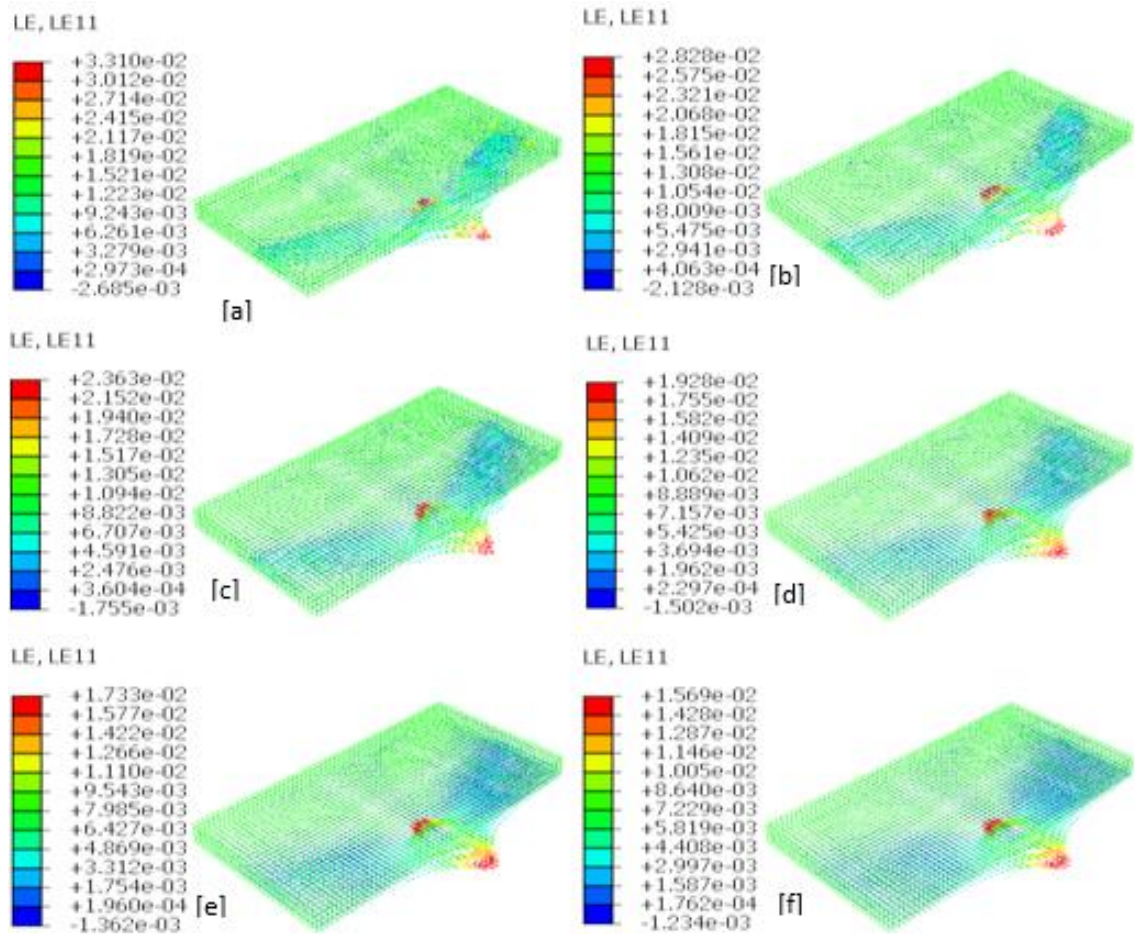 LE, LE11
+3.310e-02
+3.012e-02
+2.714e-02
+2.415e-02
+2.117e-02
+1.819e-02
+1.521e-02
+1.223e-02
+9.243e-03
+6.261e-03
+3.279e-03
+2.973e-04
-2.685e-03
[a]
LE, LE11
+2.828e-02
+2.575e-02
+2.321e-02
+2.068e-02
+1.815e-02
+1.561e-02
+1.308e-02
+1.054e-02
+8.009e-03
+5.475e-03
+2.941e-03
+4.063e-04
-2.128e-03
[b]
LE, LE11
+2.363e-02
+2.152e-02
+1.940e-02
+1.728e-02
+1.517e-02
+1.305e-02
+1.094e-02
+8.822e-03
+6.707e-03
+4.591e-03
+2.476e-03
+3.604e-04
-1.755e-03
[c]
LE, LE11
+1.928e-02
+1.755e-02
+1.582e-02
+1.409e-02
+1.235e-02
+1.062e-02
+8.889e-03
+7.157e-03
+5.425e-03
+3.694e-03
+1.962e-03
+2.297e-04
-1.502e-03
[d]
LE, LE11
+1.733e-02
+1.577e-02
+1.422e-02
+1.266e-02
+1.110e-02
+9.543e-03
+7.985e-03
+6.427e-03
+4.869e-03
+3.312e-03
+1.754e-03
+1.960e-04
-1.362e-03
[e]
LE, LE11
+1.569e-02
+1.428e-02
+1.287e-02
+1.146e-02
+1.005e-02
+8.640e-03
+7.229e-03
+5.819e-03
+4.408e-03
+2.997e-03
+1.587e-03
+1.762e-04
-1.234e-03
[f]